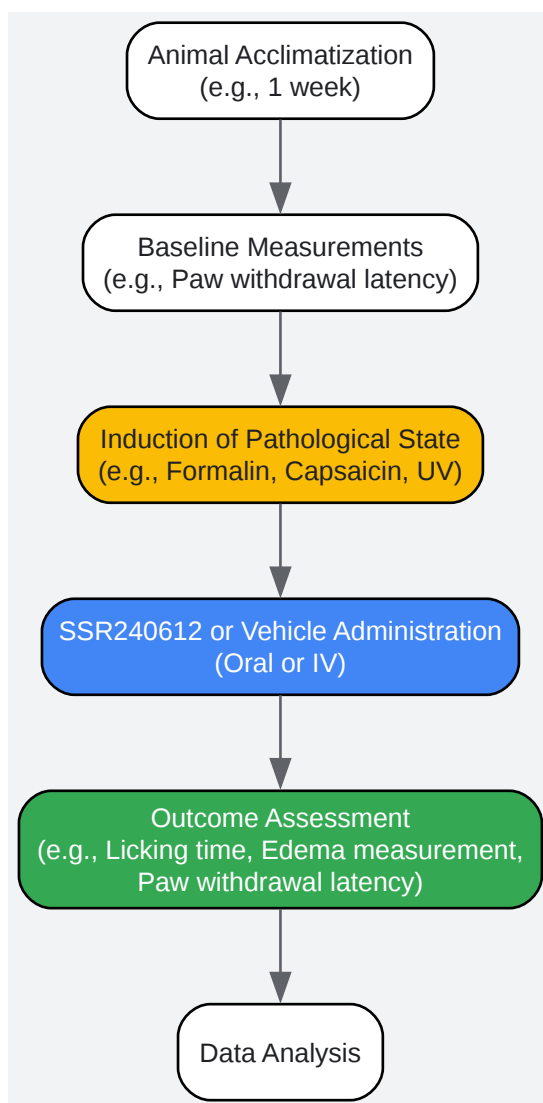 Animal Acclimatization
(e.g., 1 week)
Baseline Measurements
(e.g., Paw withdrawal latency)
Induction of Pathological State
(e.g., Formalin, Capsaicin, UV)
SSR240612 or Vehicle Administration
(Oral or IV)
Outcome Assessment
(e.g., Licking time, Edema measurement,
Paw withdrawal latency)
Data Analysis